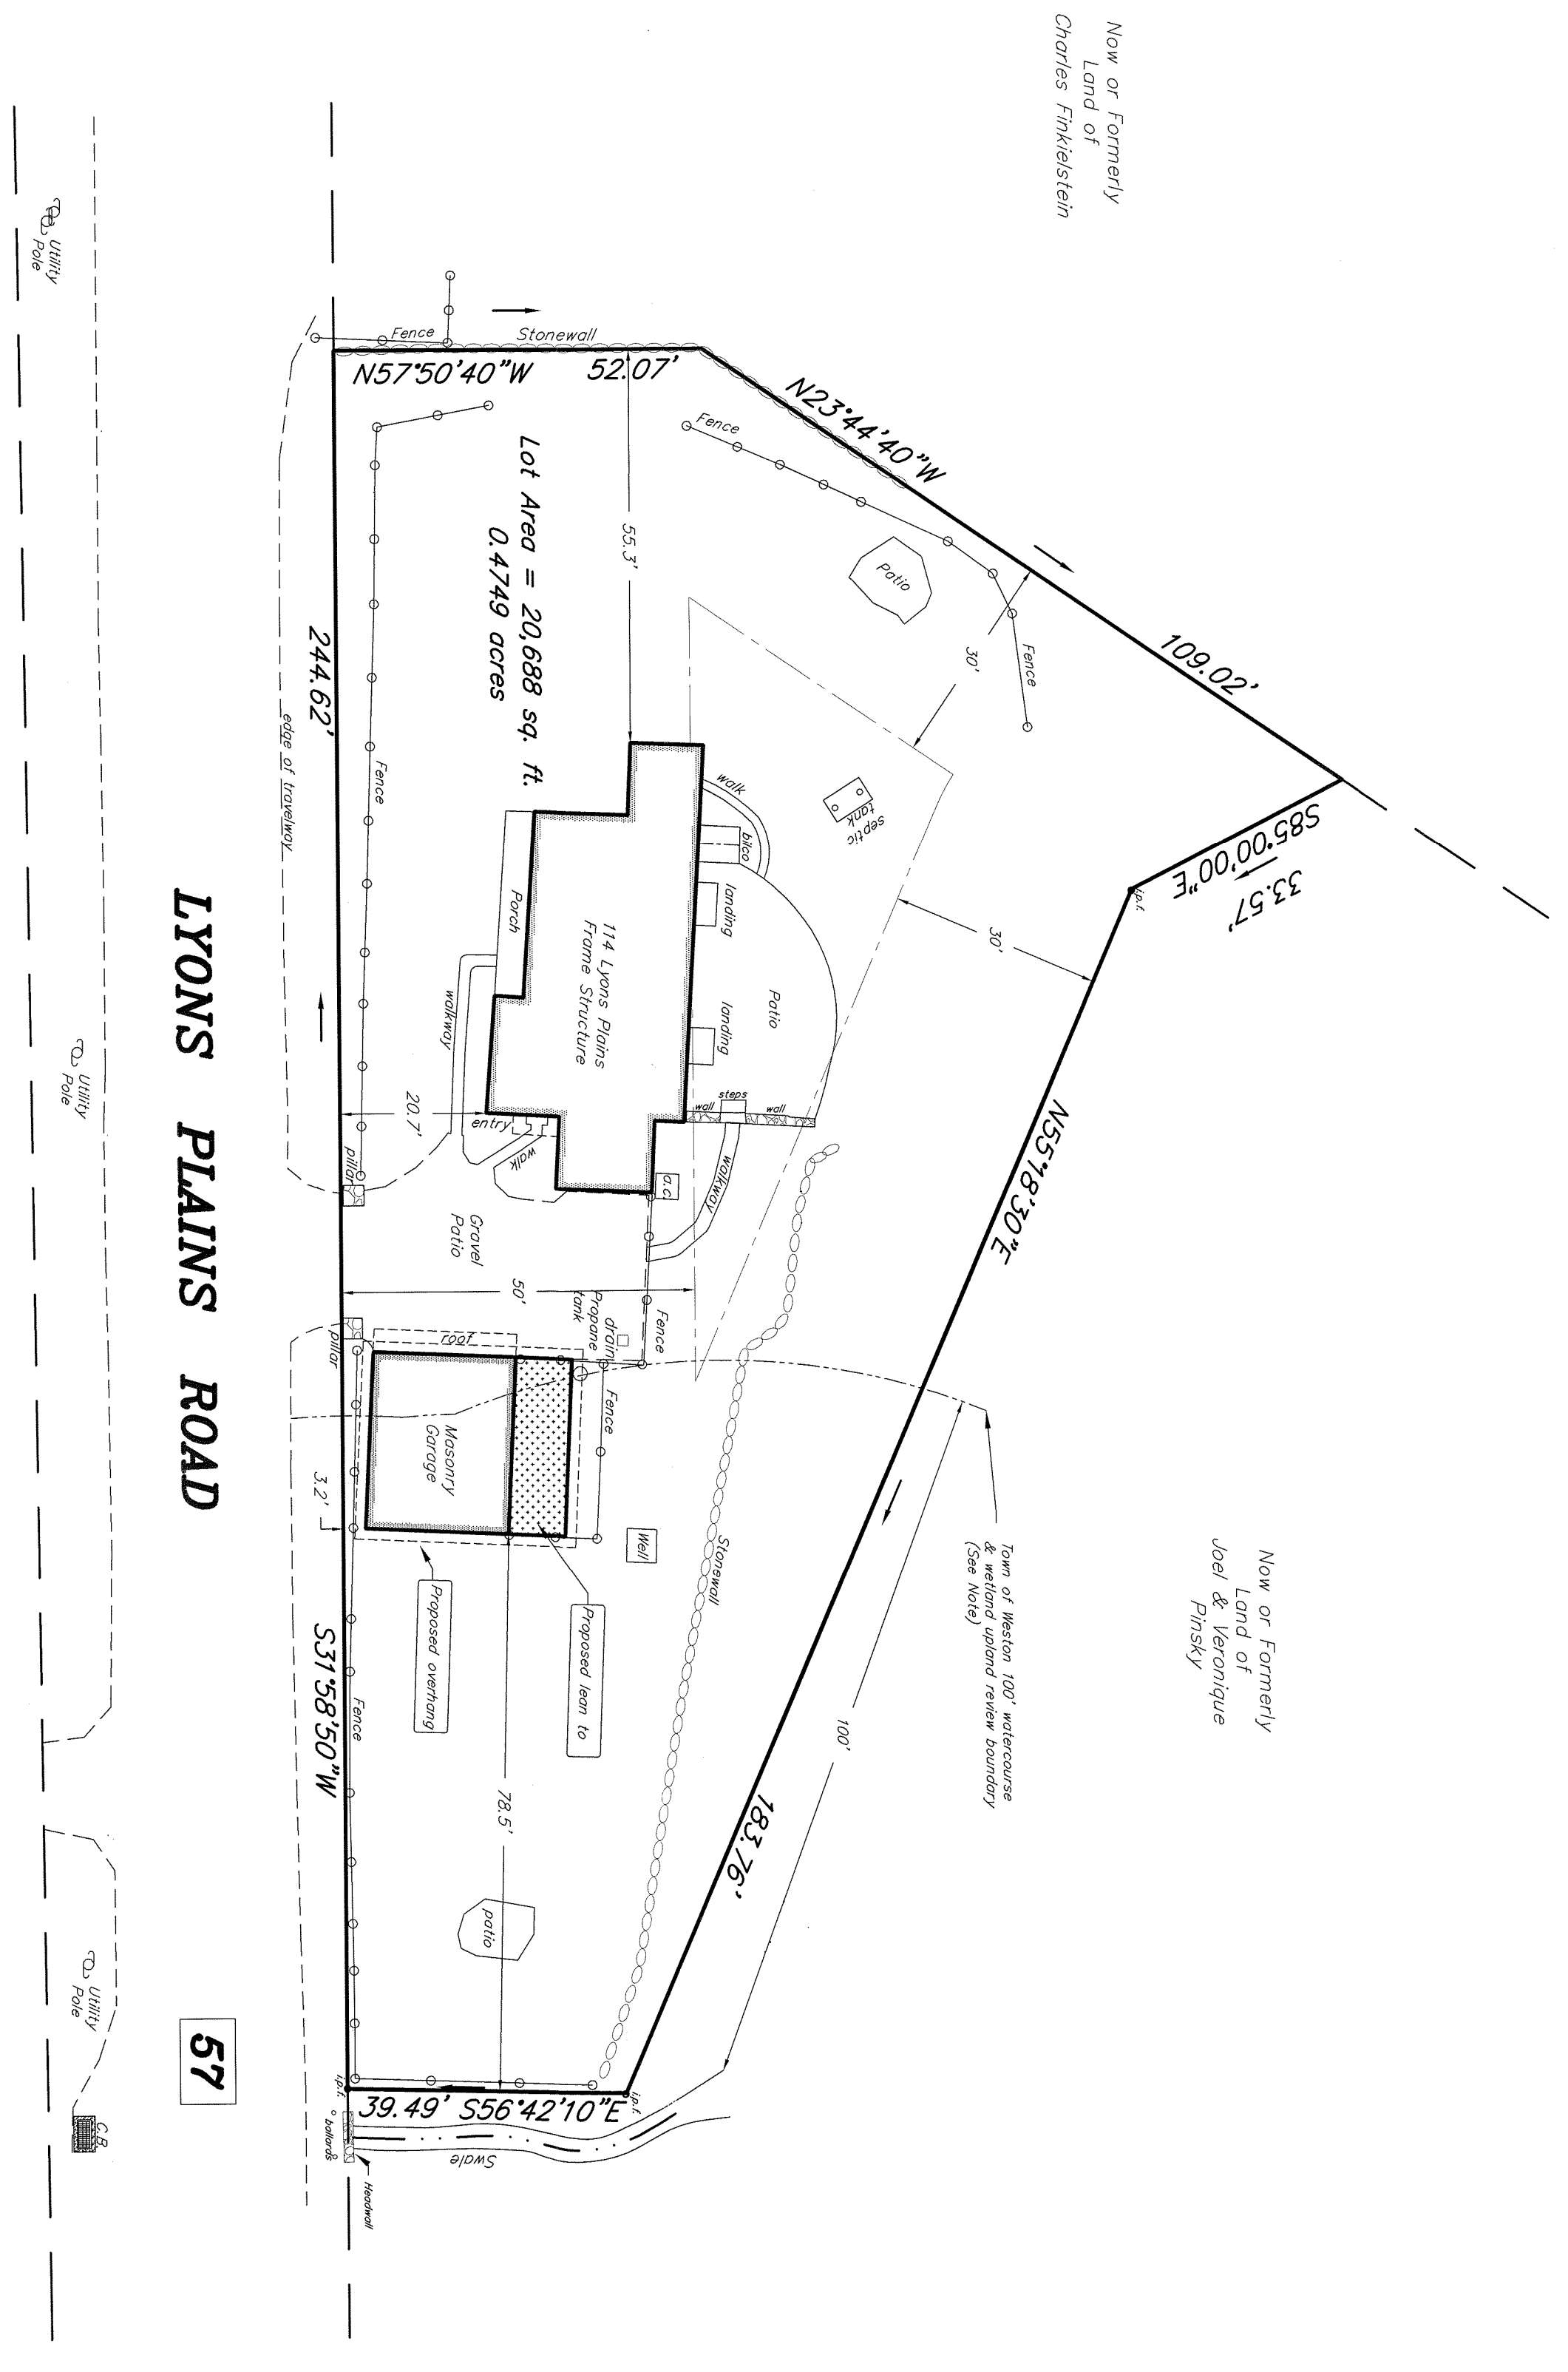 Now or Formerly
Land of
Charles Finkielstein
Utility
Pole
Fence
Stonewall
N57°50'40"W
52.07'
N23°44'40"W
109.02'
S85°00'00"E
33.57'
i.p.f.
Fence
Patio
Fence
30'
55.3'
Lot Area = 20,688 sq. ft.
0.4749 acres
244.62'
edge of travelway
Fence
septic
tank
walk
bilco
landing
landing
Patio
30'
Porch
114 Lyons Plains
Frame Structure
walkway
20.7'
entry
walk
wall
steps
wall
walkway
a.c
pillar
Gravel
Patio
50'
Propane
tank
drain
Fence
N55°18'30"E
LYONS PLAINS ROAD
Utility
Pole
pillar
roof
Masonry
Garage
Fence
3.2'
Well
Stonewall
Town of Weston 100' watercourse
& wetland upland review boundary
(See Note)
Now or Formerly
Land of
Joel & Veronique
Pinsky
Proposed overhang
Proposed lean to
S31°58'50"W
Fence
78.5'
100'
183.76'
patio
Utility
Pole
57
i.p.f.
39.49' S56°42'10"E
i.p.f.
bollards
Swale
Headwall
C.B.